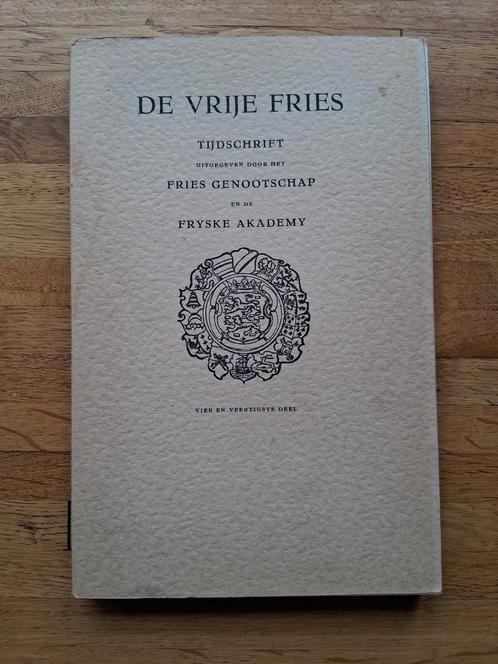 DE VRIJE FRIES
TIJDSCHRIFT
UITGEGEVEN DOOR HET
FRIES GENOOTSCHAP
EN DE
FRYSKE AKADEMY
VIER EN VEERTIGSTE DEEL